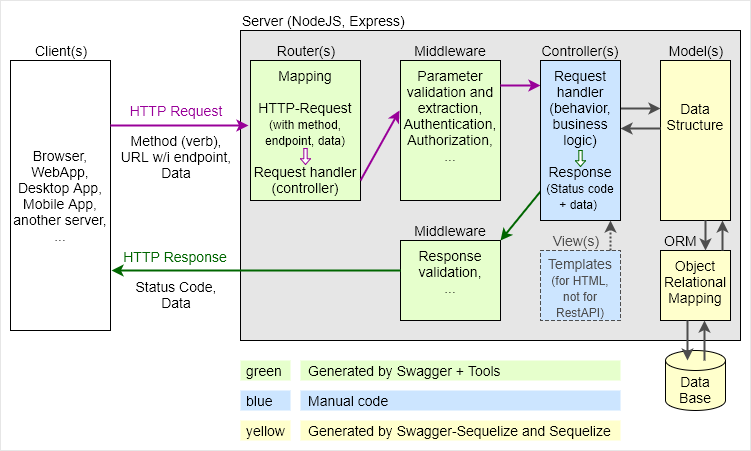 Server (NodeJS, Express)
Client(s)
Router(s)
Middleware
Controller(s)
Model(s)
Browser,
WebApp,
Desktop App,
Mobile App,
another server,
...
HTTP Request
Method (verb),
URL w/i endpoint,
Data
Mapping
HTTP-Request
(with method,
endpoint, data)
Request handler
(controller)
Parameter
validation and
extraction,
Authentication,
Authorization,
...
Request
handler
(behavior,
business
logic)
Response
(Status code
+ data)
Data
Structure
Middleware
Response
validation,
...
HTTP Response
Status Code,
Data
View(s)
Templates
(for HTML,
not for
RestAPI)
ORM
Object
Relational
Mapping
Data
Base
green
Generated by Swagger + Tools
blue
Manual code
yellow
Generated by Swagger-Sequelize and Sequelize